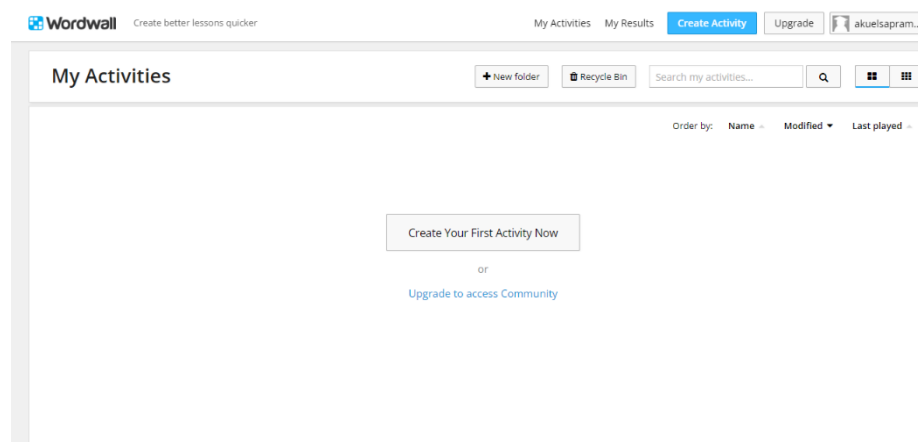 Wordwall Create better lessons quicker My Activities My Results Create Activity Upgrade akuelsapram...
My Activities New folder Recycle Bin Search my activities...
Order by: Name Modified Last played
Create Your First Activity Now
or
Upgrade to access Community